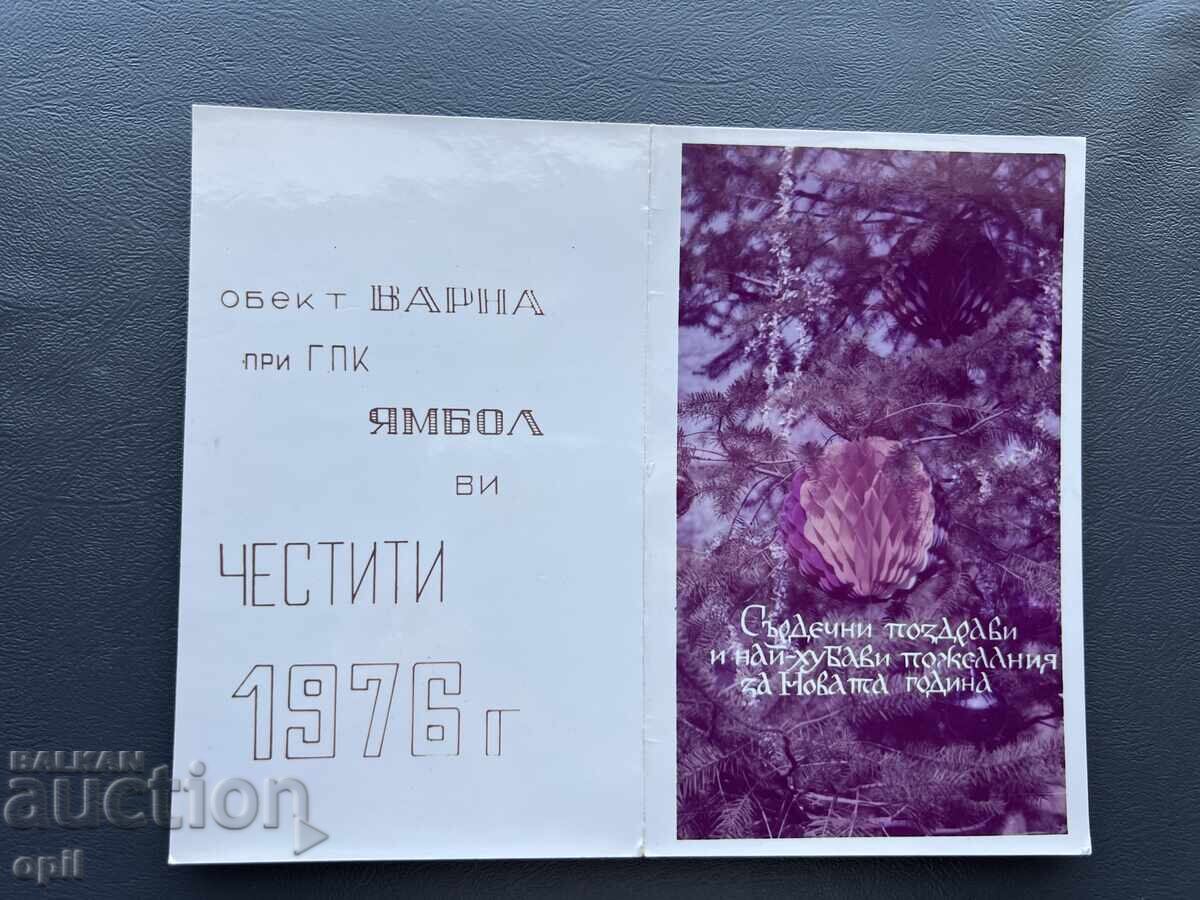 обект ВАРНА
при ГПК
ЯМБОЛ
ви
ЧЕСТИТИ
1976 г
Сърдечни поздрави
и най-хубави пожелания
за Новата година
BALKAN
auction
opil